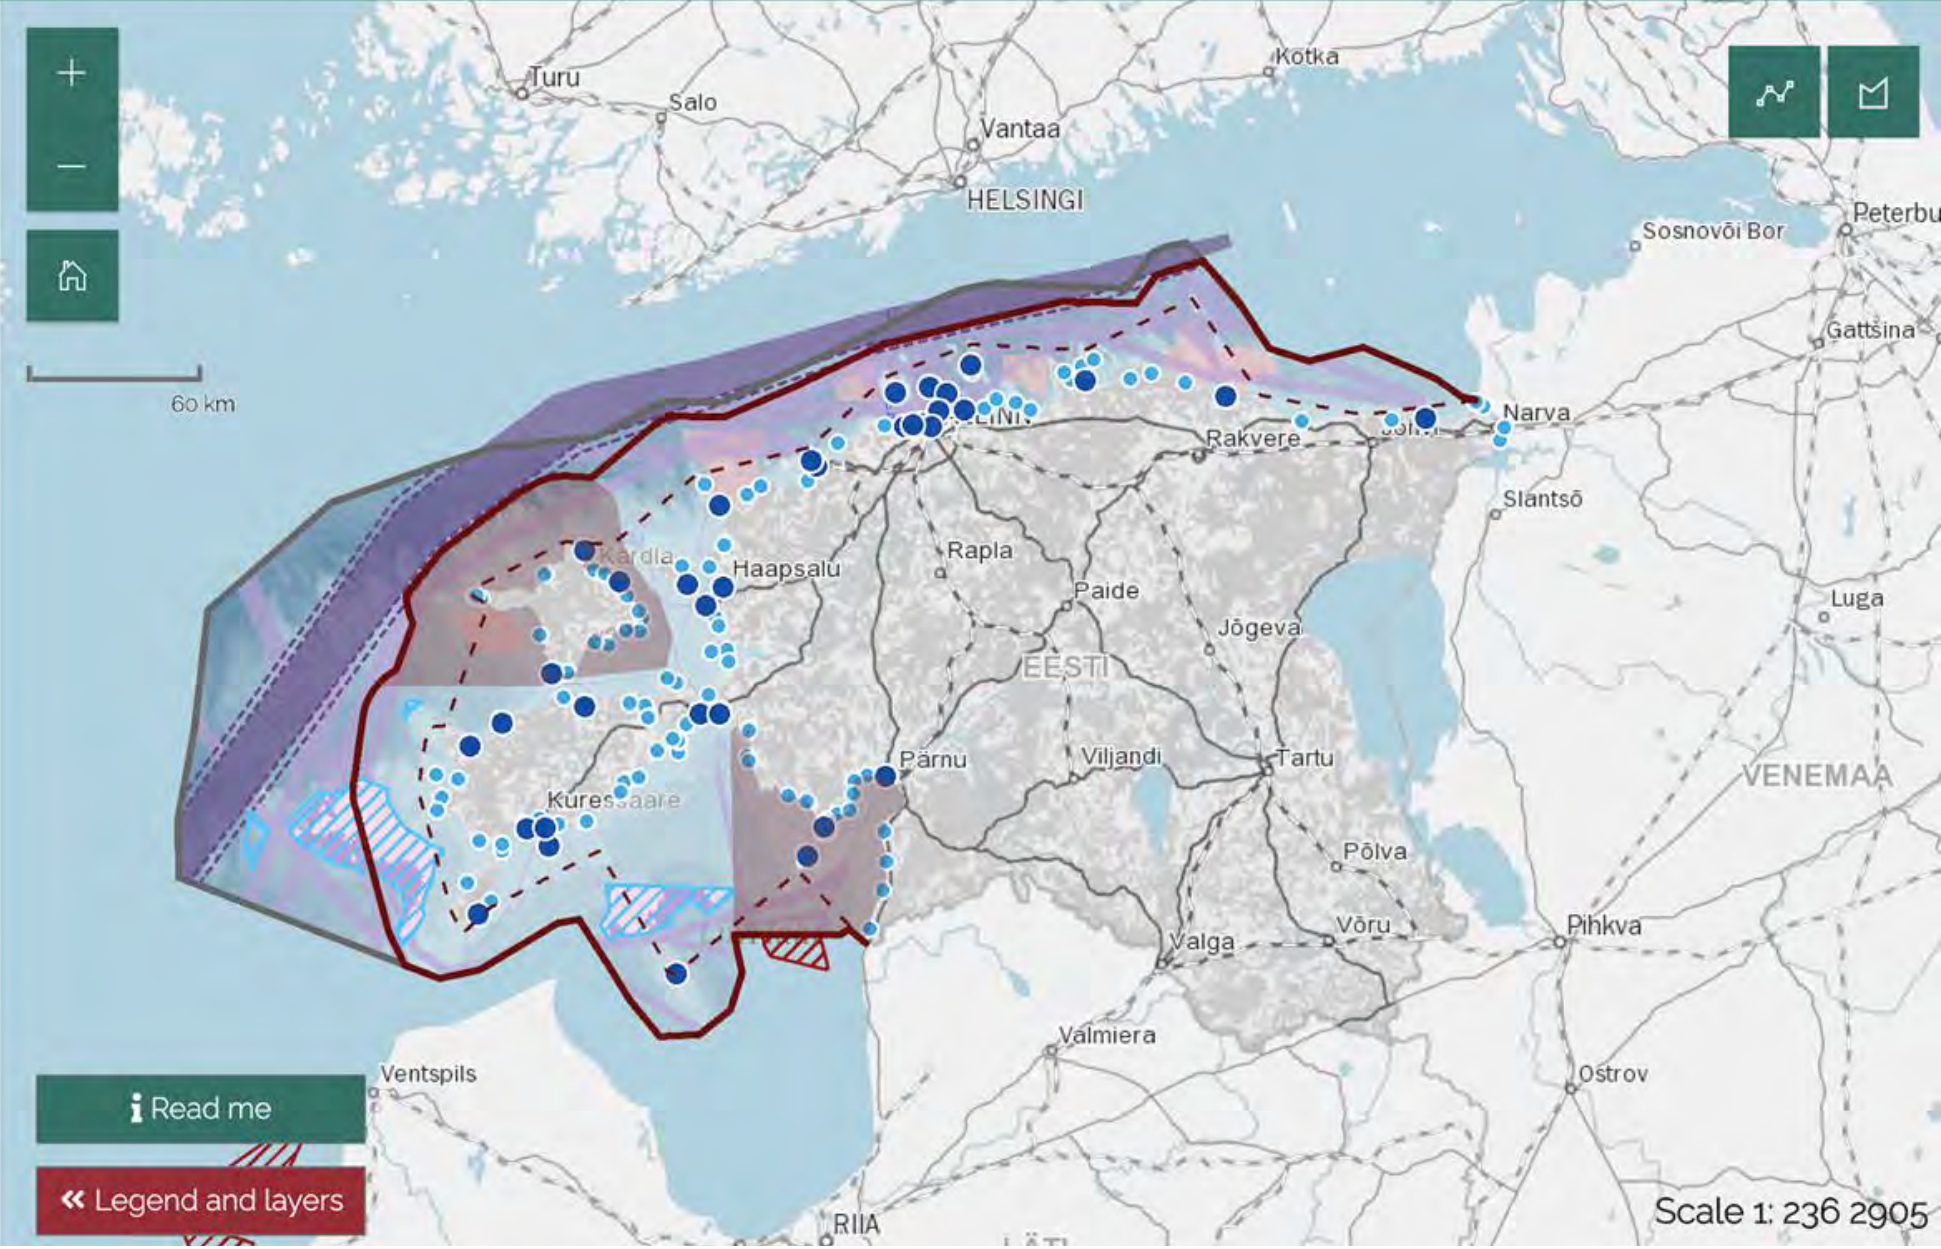 +
Turu
Kotka
Salo
Vantaa
HELSINGI
Peterbu
Sosnovõi Bor
Gattšina
60 km
Narva
Rakvere
Slantsõ
Kärdla
Haapsalu
Rapla
Paide
Luga
Jõgeva
EESTI
Pärnu
Viljandi
Tartu
VENEMAA
Kuressaare
Põlva
Võru
Pihkva
Valga
Valmiera
Ventspils
Ostrov
i Read me
« Legend and layers
RIIA
LÄTI
Scale 1: 236 2905